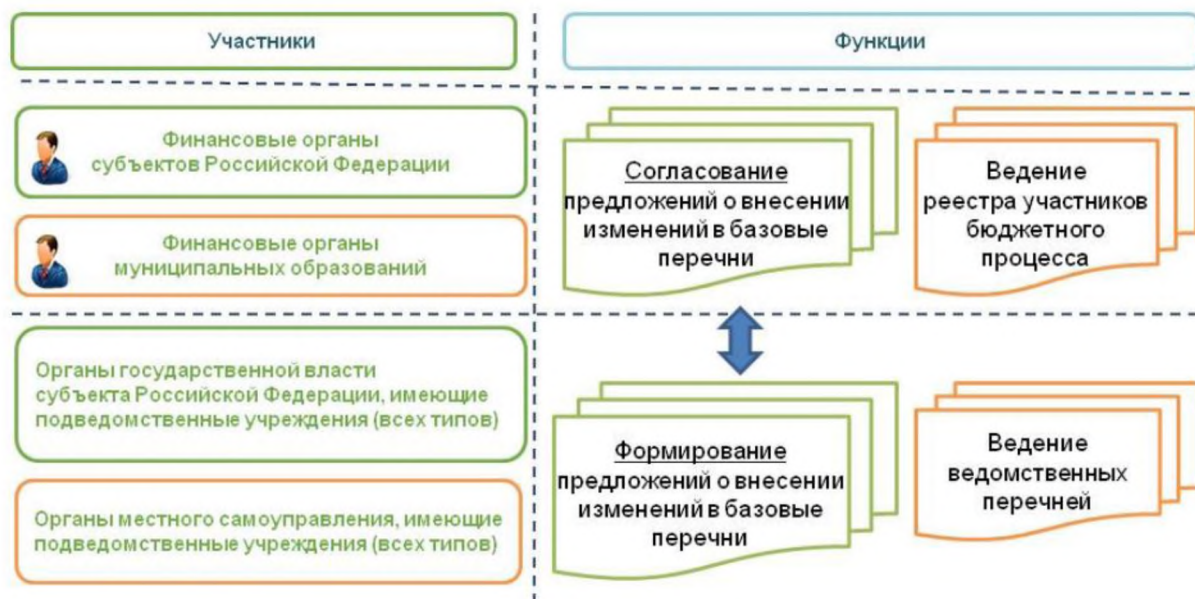 Участники
Функции
Финансовые органы
субъектов Российской Федерации
Финансовые органы
муниципальных образований
Согласование
предложений о внесении
изменений в базовые
перечни
Ведение
реестра участников
бюджетного
процесса
Органы государственной власти
субъекта Российской Федерации, имеющие
подведомственные учреждения (всех типов)
Органы местного самоуправления, имеющие
подведомственные учреждения (всех типов)
Формирование
предложений о внесении
изменений в базовые
перечни
Ведение
ведомственных
перечней